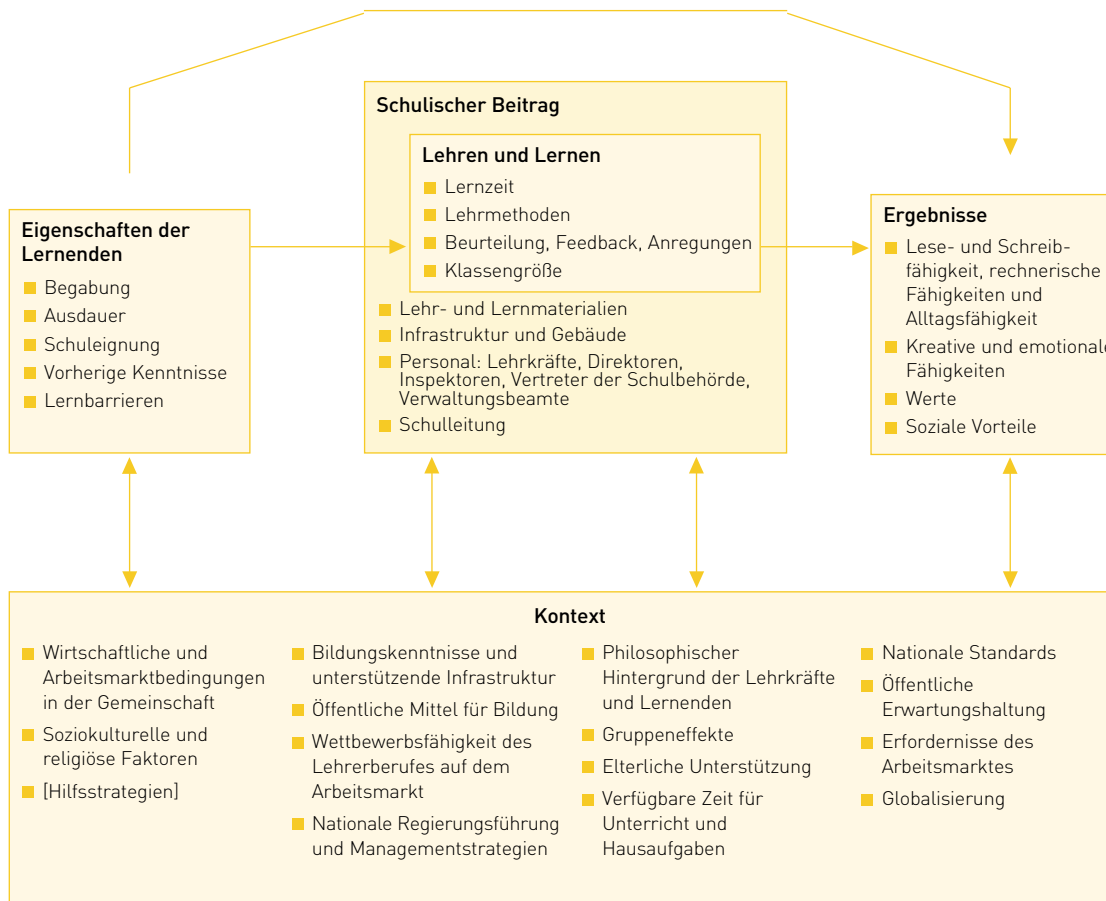 Schulischer Beitrag
Lehren und Lernen
Lernzeit
Lehrmethoden
Beurteilung, Feedback, Anregungen
Klassengröße
Lehr- und Lernmaterialien
Infrastruktur und Gebäude
Personal: Lehrkräfte, Direktoren,
Inspektoren, Vertreter der Schulbehörde,
Verwaltungsbeamte
Schulleitung
Eigenschaften der
Lernenden
Begabung
Ausdauer
Schuleignung
Vorherige Kenntnisse
Lernbarrieren
Ergebnisse
Lese- und Schreib-
fähigkeit, rechnerische
Fähigkeiten und
Alltagsfähigkeit
Kreative und emotionale
Fähigkeiten
Werte
Soziale Vorteile
Kontext
Wirtschaftliche und
Arbeitsmarktbedingungen
in der Gemeinschaft
Soziokulturelle und
religiöse Faktoren
[Hilfsstrategien]
Bildungskenntnisse und
unterstützende Infrastruktur
Öffentliche Mittel für Bildung
Wettbewerbsfähigkeit des
Lehrerberufes auf dem
Arbeitsmarkt
Nationale Regierungsführung
und Managementstrategien
Philosophischer
Hintergrund der Lehrkräfte
und Lernenden
Gruppeneffekte
Elterliche Unterstützung
Verfügbare Zeit für
Unterricht und
Hausaufgaben
Nationale Standards
Öffentliche
Erwartungshaltung
Erfordernisse des
Arbeitsmarktes
Globalisierung